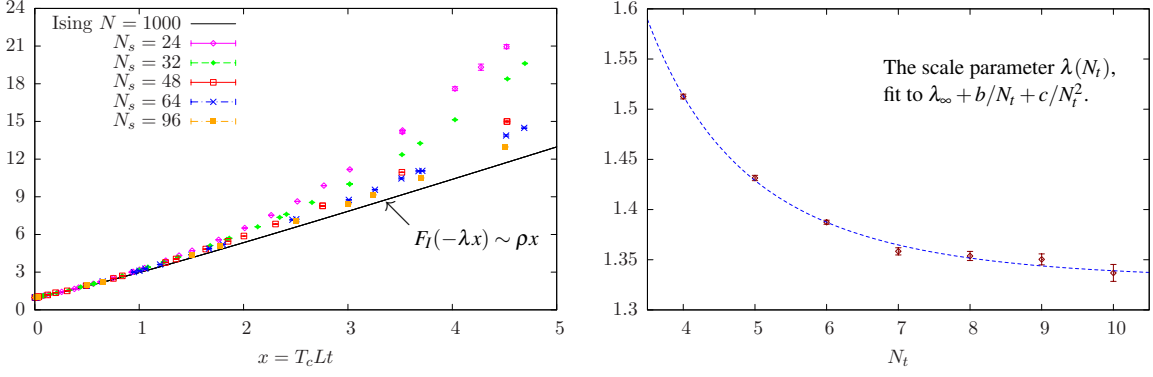 24
21
18
15
12
9
6
3
0
Ising N = 1000
N_s = 24
N_s = 32
N_s = 48
N_s = 64
N_s = 96
F_I(−λx) ∼ ρx
0 1 2 3 4 5
x = T_cLt
1.6
1.55
1.5
1.45
1.4
1.35
1.3
The scale parameter λ(N_t),
fit to λ_∞ + b/N_t + c/N_t^2.
4 5 6 7 8 9 10
N_t